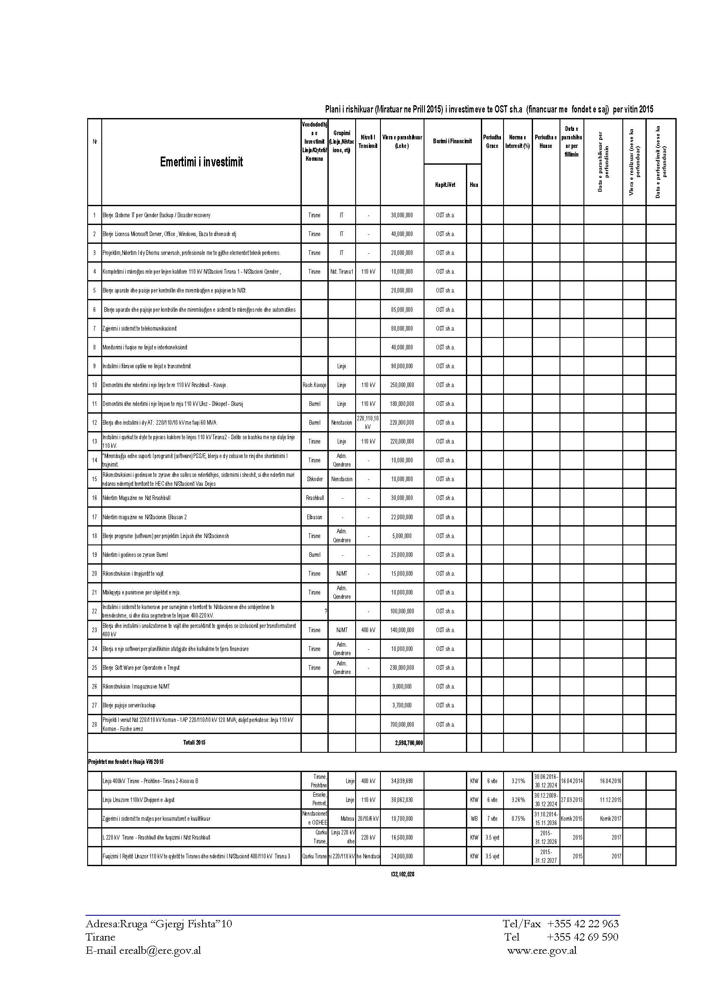 Plani i rishikuar (Miratuar ne Prill 2015) i investimeve te OST sh.a (financuar me fondet e saj) per vitin 2015
Nr
Emertimi i investimit
Vendndodhj
a e
Investimit
Linja/Qyteti/
Komuna
Grupimi
(Linja,N/stac
ione, etj)
Niveli I
Tensionit
Vlera e parashikuar
(Leke )
Burimi i Financimit
Kapit.iVet
Hua
Periudha
Grace
Norma e
Interesit (%)
Periudha e
Huase
Data e
parashiku
ar per
fillimin
Data e parashikuar per
perfundimin
Vlera e realizuar (nese ka
perfunduar)
Data e perfundimit (nese ka
perfunduar)
1 Blerje Sisteme IT per Qender Backup / Disaster recovery Tirane IT - 30,000,000 OST sh.a.
2 Blerje Licensa Microsoft Server, Office , Windows, Baza te dhenash etj Tirane IT - 40,000,000 OST sh.a.
3 Projektim,Ndertim I dy Dhoma serverash, profesionale me te gjithe elementet teknik perberes. Tirane IT - 20,000,000 OST sh.a.
4 Kompletimi i mbrojtjes rele per linjen kabllore 110 kV N/Stacioni Tirana 1 - N/Stacioni Qender , Tirane Nst. Tirana1 110 kV 10,000,000 OST sh.a.
5 Blerje aparate dhe paisje per kontrollin dhe mirembajtjen e pajisjeve te N/St 20,000,000 OST sh.a.
6 Blerje aparate dhe pajisje per kontrollin dhe mirembajtjen e sistemit te mbrojtjes rele dhe automatikes 85,000,000 OST sh.a.
7 Zgjerimi i sistemit te telekomunikacionit 80,000,000 OST sh.a.
8 Monitorimi i fuqise ne linjat e interkoneksionit 40,000,000 OST sh.a.
9 Instalimi i fibrave optike ne linjat e transmetimit Linje 90,000,000 OST sh.a.
10 Demontimi dhe ndertimi i nje linje te re 110 kV Rrashbull - Kavaje. Rash.Kavaje Linje 110 kV 250,000,000 OST sh.a.
11 Demontimi dhe ndertimi i nje linjave te reja 110 kV Ulez - Shkopet - Skuraj Burrel Linje 110 kV 180,000,000 OST sh.a.
12 Blerja dhe instalimi i dy AT: 220/110/10 kV me fuqi 60 MVA Burrel Nenstacion 220,110,10
kV 220,000,000 OST sh.a.
13 Instalimi i qarkut te dyte te pjeses kablore te linjes 110 kV Tirana2 - Selite se bashku me nje dalje linje
110 kV. Tirane Linje 110 kV 220,000,000 OST sh.a.
14 "Mirembajtja edhe suporti I programit (software) PSS/E, blerja e dy celsave te rinj dhe sherbimimi I
trajnimit. Tirane Adm.
Qendrore - 10,000,000 OST sh.a.
15 Rikonstruksioni i godinave te zyrave dhe salles se nderlidhjes, sistemimi i sheshit, si dhe ndertim muri
ndares ndermjet territorit te HEC dhe N/Stacionit Vau Dejes Shkoder Nenstacion - 10,000,000 OST sh.a.
16 Ndertim Magazine ne Nst Rrashbull Rrashbull - - 30,000,000 OST sh.a.
17 Ndertim magazine ne N/Stacionin Elbasan 2 Elbasan - - 22,000,000 OST sh.a.
18 Blerje programe (software) per projektim Linjash dhe N/Stacionesh Tirane Adm.
Qendrore - 5,000,000 OST sh.a.
19 Ndertim i godines se zyrave Burrel Burrel - - 25,000,000 OST sh.a.
20 Rikonstruksion i Impjantit te vajit Tirane NJMT - 15,000,000 OST sh.a.
21 Mbikqyrja e punimeve per objektet e reja. Tirane Adm.
Qendrore 10,000,000 OST sh.a.
22 Instalimi i sistemit te kamerave per survejimin e territorit te N/stacioneve dhe ambjenteve te
brendeshme, si dhe disa segmeteve te linjave 400-220 kV. ? - 100,000,000 OST sh.a.
23 Blerja dhe instalimi i analizatoreve te vajit dhe percaktimit te gjendjes se izolacionit per transformatoret
400 kV Tirane NJMT 400 kV 140,000,000 OST sh.a.
24 Blerja e nje softweri per planifikimin afatgjate dhe kalkulime te tjera financiare Tirane Adm.
Qendrore - 10,000,000 OST sh.a.
25 Blerje Soft Ware per Operatorin e Tregut Tirane Adm.
Qendrore - 230,000,000 OST sh.a.
26 Rikonstruksion I magazinave NJMT 3,000,000 OST sh.a.
27 Blerje pajisje serveri backup 3,700,000 OST sh.a.
28 Projekti I veriut Nst 220/110 kV Koman - 1AP 220/110/10 kV 120 MVA; daljet perkatese: linja 110 kV
Koman - Fushe arrez 700,000,000 OST sh.a.
Totali 2015 2,598,700,000
Projektet me fondet e Huaja Viti 2015
Linja 400kV Tirane - Prishtine- Tirana 2-Kosova B Tirane,
Prishtine Linje 400 kV 34,839,698 KfW 6 vite 3.21% 30.06.2016-
30.12.2024 16.04.2014 16.04.2016
Linja Unazore 110kV Shqiperi e Jugut Erseke,
Permet, Linje 110 kV 38,062,830 KfW 6 vite 3.26% 30.12.2009-
30.12.2024 27.03.2013 11.12.2015
Zgjerimi i sistemit te matjes per kosumatoret e kualifikuar Nenstacionet
e OSHEE Matesa 20/10/6 kV 18,700,000 WB 7 vite 0.75% 31.10.2014-
15.11.2036 Korrik 2015 Korrik 2017
L 220 kV Tirane - Rrashbull dhe fuqizimi i N/st Rrashbull Qarku
Tirane, Linja 220 kV
dhe 220 kV 16,500,000 KfW 3.5 vjet 2015-
31.12.2026 2015 2017
Fuqizimi I Rrjetit Unazor 110 kV te qytetit te Tiranes dhe ndertimi I N/Stacionit 400/110 kV Tirana 3 Qarku Tirane ni 220/110 kV he Nenstaci 24,000,000 KfW 3.5 vjet 2015-
31.12.2027 2015 2017
132,102,528
Adresa:Rruga “Gjergj Fishta”10 Tel/Fax +355 42 22 963
Tirane Tel +355 42 69 590
E-mail erealb@ere.gov.al www.ere.gov.al